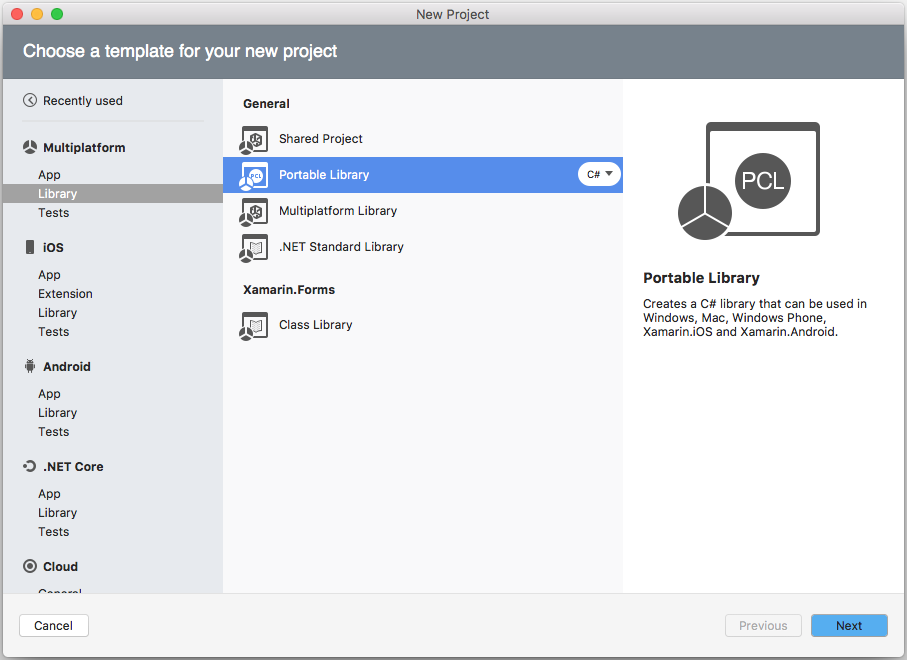 New Project
Choose a template for your new project
Recently used
Multiplatform
App
Library
Tests
iOS
App
Extension
Library
Tests
Android
App
Library
Tests
.NET Core
App
Library
Tests
Cloud
General
General
Shared Project
PCL
Portable Library
C#
Multiplatform Library
.NET Standard Library
Xamarin.Forms
Class Library
PCL
Portable Library
Creates a C# library that can be used in
Windows, Mac, Windows Phone,
Xamarin.iOS and Xamarin.Android.
Cancel
Previous
Next